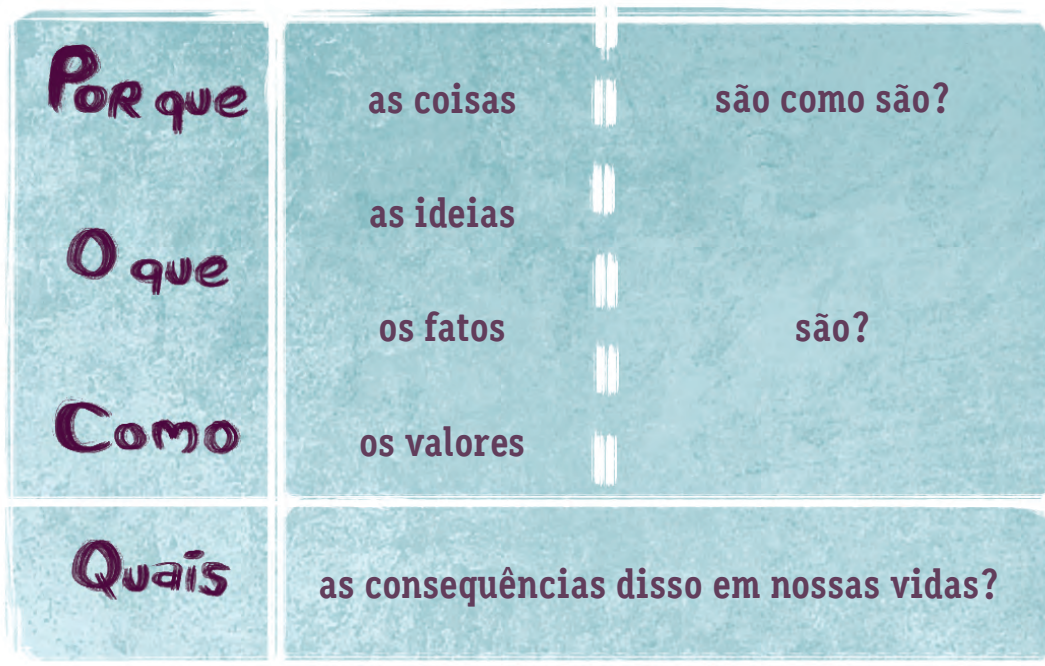 Por que as coisas são como são?
as ideias
O que
os fatos são?
Como
os valores
Quais as consequências disso em nossas vidas?